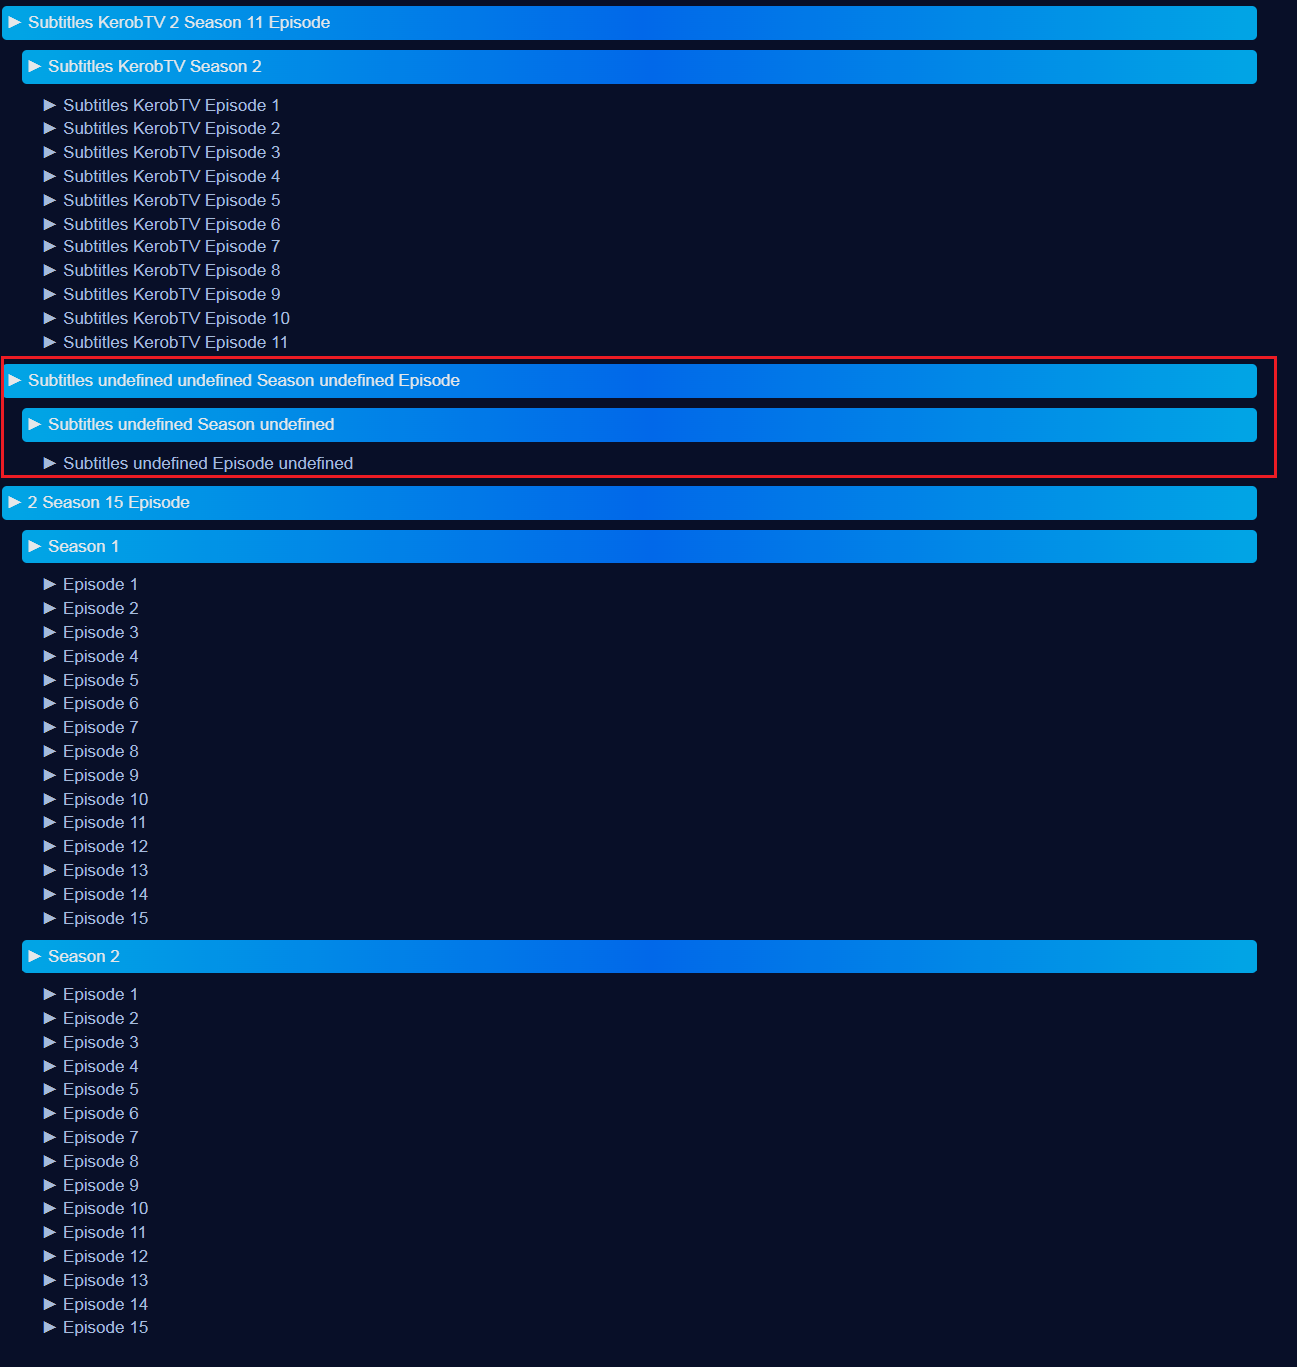 ► Subtitles KerobTV 2 Season 11 Episode
► Subtitles KerobTV Season 2
► Subtitles KerobTV Episode 1
► Subtitles KerobTV Episode 2
► Subtitles KerobTV Episode 3
► Subtitles KerobTV Episode 4
► Subtitles KerobTV Episode 5
► Subtitles KerobTV Episode 6
► Subtitles KerobTV Episode 7
► Subtitles KerobTV Episode 8
► Subtitles KerobTV Episode 9
► Subtitles KerobTV Episode 10
► Subtitles KerobTV Episode 11
► Subtitles undefined undefined Season undefined Episode
► Subtitles undefined Season undefined
► Subtitles undefined Episode undefined
► 2 Season 15 Episode
► Season 1
► Episode 1
► Episode 2
► Episode 3
► Episode 4
► Episode 5
► Episode 6
► Episode 7
► Episode 8
► Episode 9
► Episode 10
► Episode 11
► Episode 12
► Episode 13
► Episode 14
► Episode 15
► Season 2
► Episode 1
► Episode 2
► Episode 3
► Episode 4
► Episode 5
► Episode 6
► Episode 7
► Episode 8
► Episode 9
► Episode 10
► Episode 11
► Episode 12
► Episode 13
► Episode 14
► Episode 15